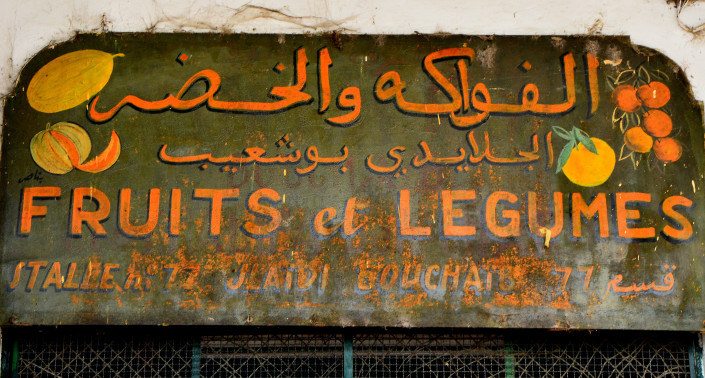 الفواكه والخضر
الجلايدي بوشعيب
FRUITS et LEGUMES
STALLE N° 77 JLAIDI BOUCHAIB 77 قسم